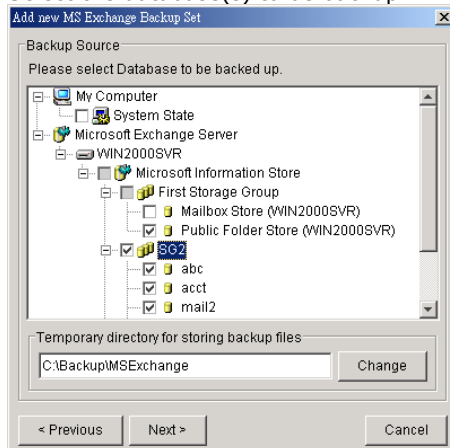 Add new MS Exchange Backup Set
Backup Source
Please select Database to be backed up.
My Computer
System State
Microsoft Exchange Server
WIN2000SVR
Microsoft Information Store
First Storage Group
Mailbox Store (WIN2000SVR)
Public Folder Store (WIN2000SVR)
SG2
abc
acct
mail2
Temporary directory for storing backup files
C:\Backup\MSExchange
Change
< Previous
Next >
Cancel